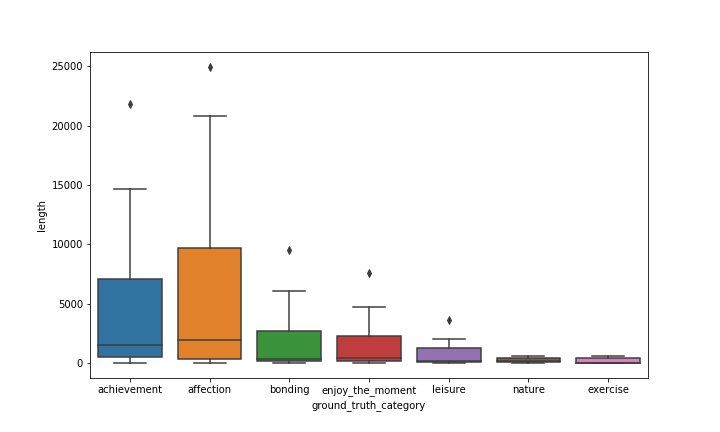 25000
20000
15000
10000
5000
0
length
achievement affection bonding enjoy_the_moment leisure nature exercise
ground_truth_category